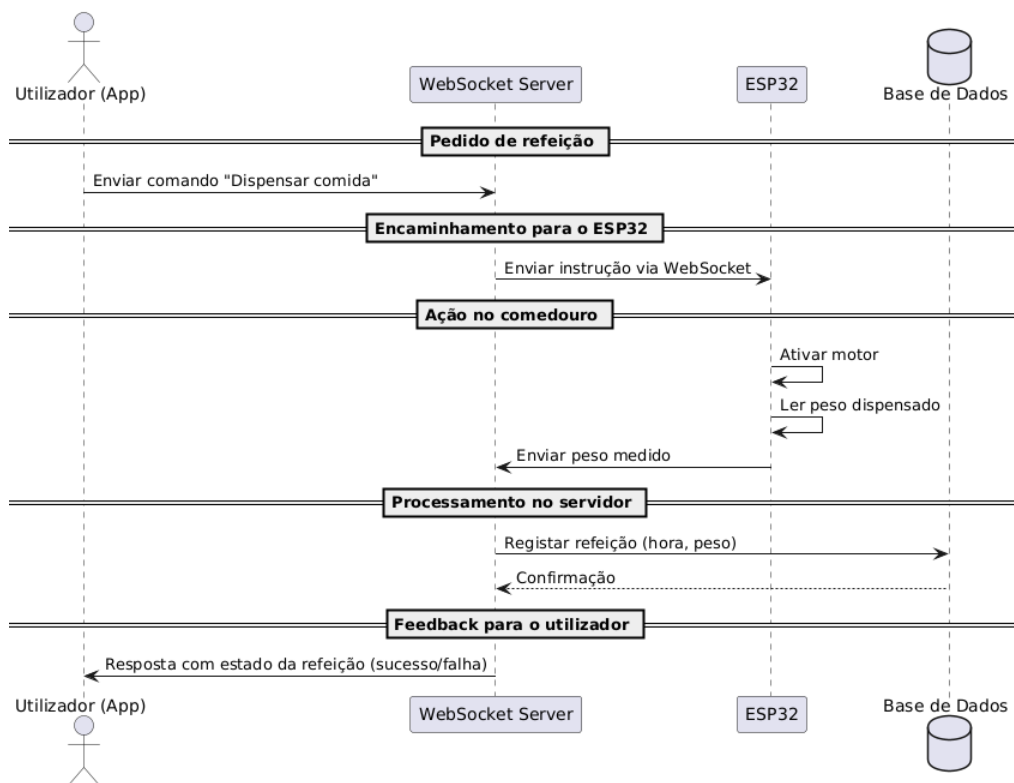 Utilizador (App)
WebSocket Server
ESP32
Base de Dados
Pedido de refeição
Enviar comando "Dispensar comida"
Encaminhamento para o ESP32
Enviar instrução via WebSocket
Ação no comedouro
Ativar motor
Ler peso dispensado
Enviar peso medido
Processamento no servidor
Registar refeição (hora, peso)
Confirmação
Feedback para o utilizador
Resposta com estado da refeição (sucesso/falha)
Utilizador (App)
WebSocket Server
ESP32
Base de Dados